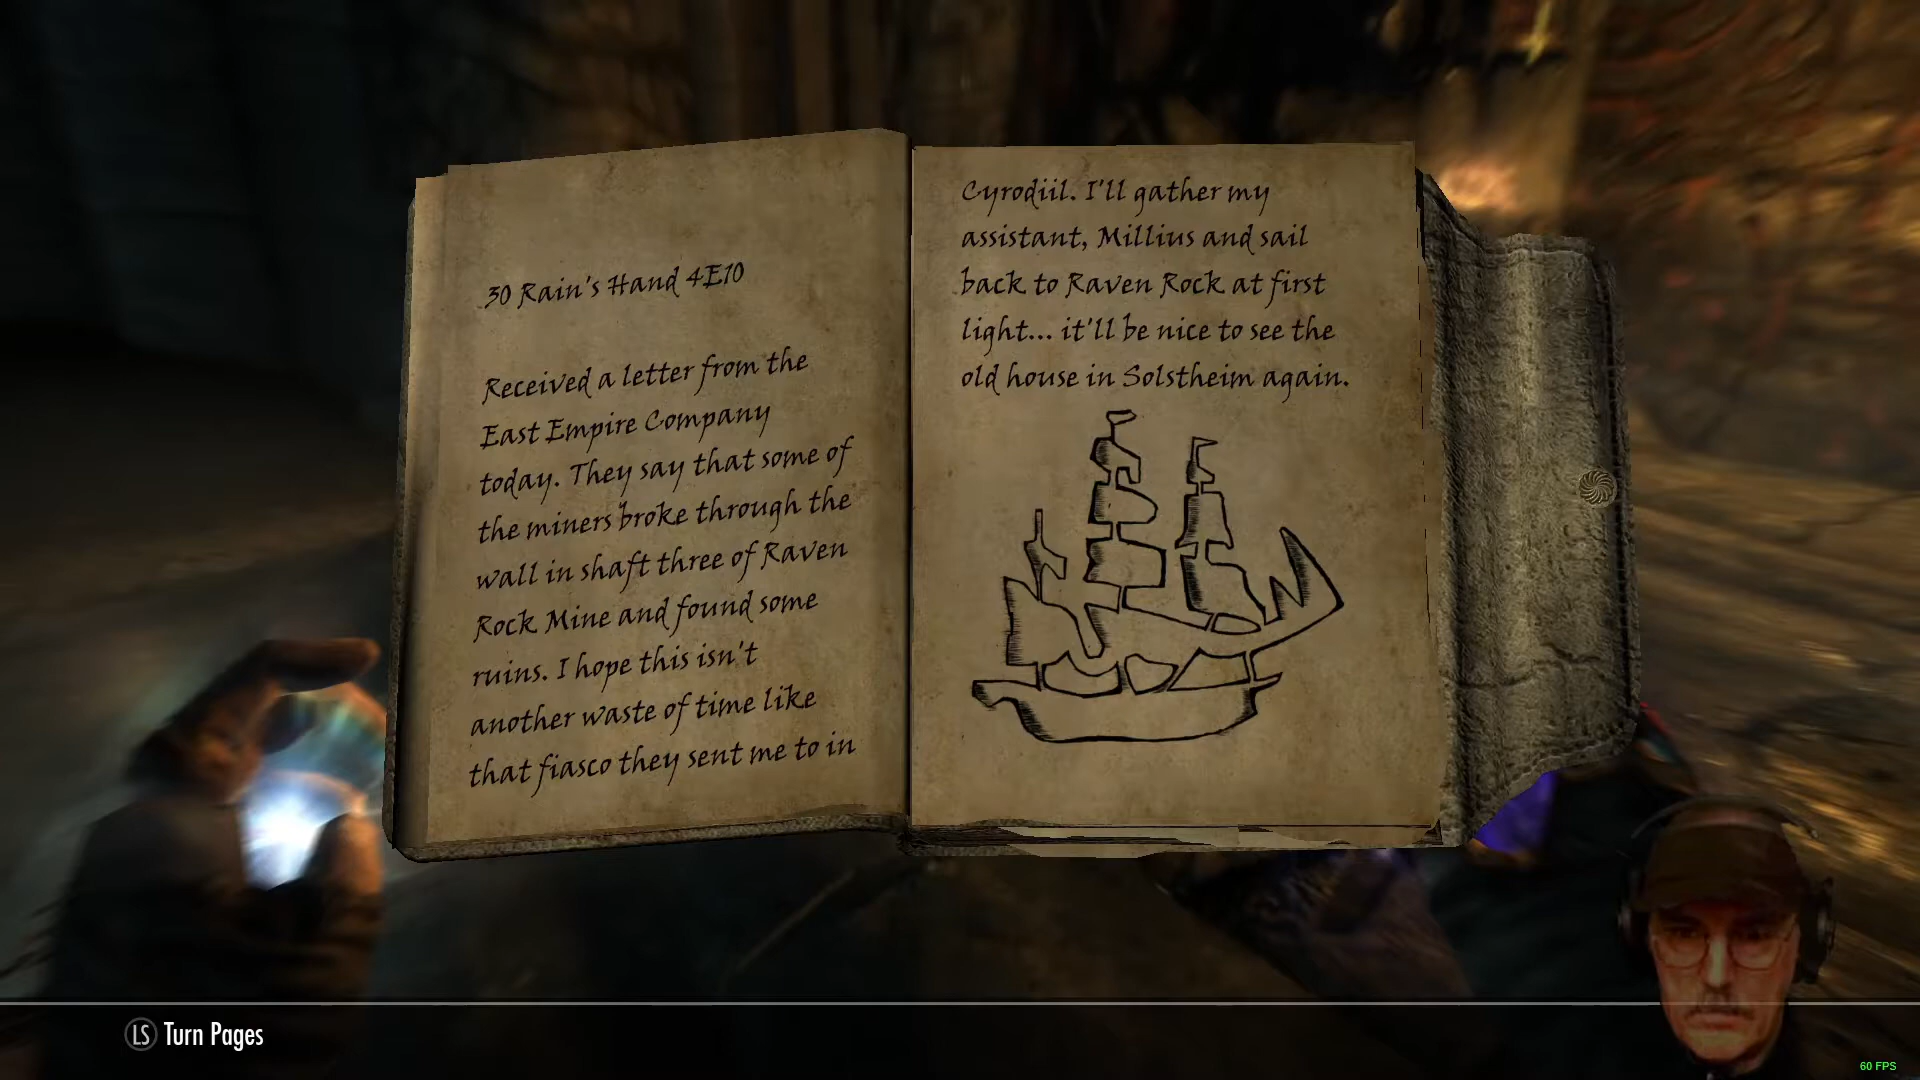 30 Rain's Hand 4E10
Received a letter from the
East Empire Company
today. They say that some of
the miners broke through the
wall in shaft three of Raven
Rock Mine and found some
ruins. I hope this isn't
another waste of time like
that fiasco they sent me to in
Cyrodiil. I'll gather my
assistant, Millius and sail
back to Raven Rock at first
light... it'll be nice to see the
old house in Solstheim again.
LS Turn Pages
60 FPS